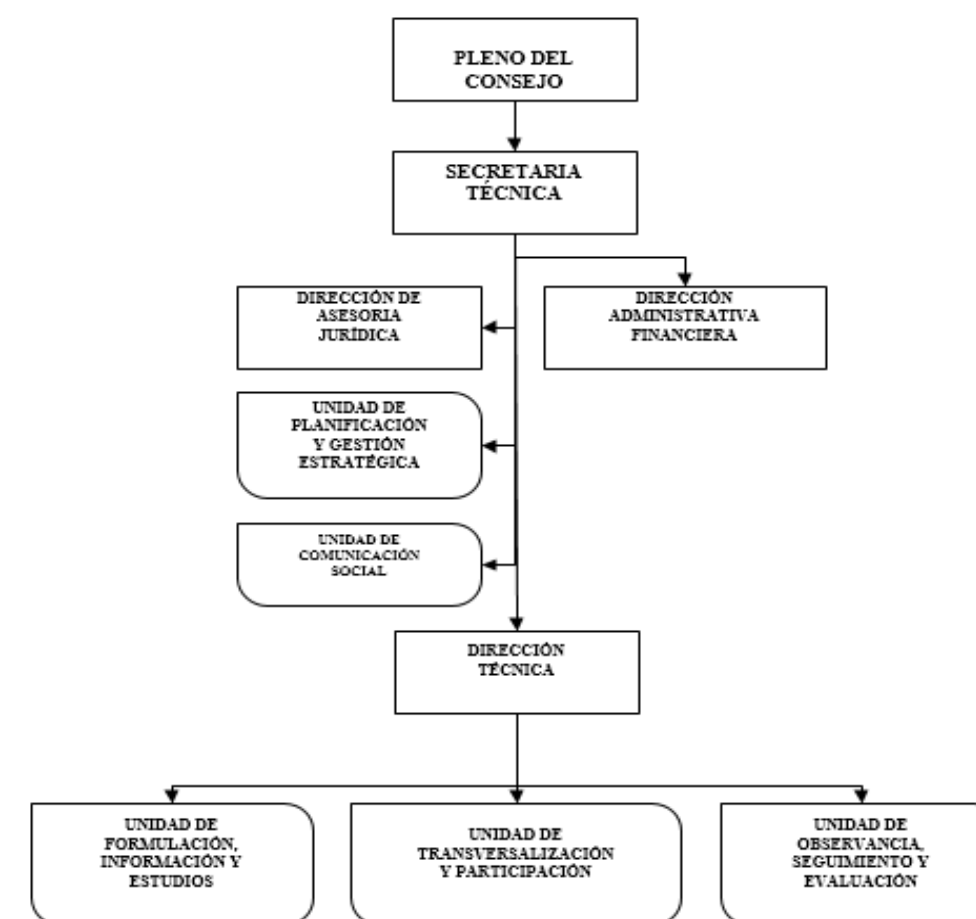 PLENO DEL
CONSEJO
SECRETARIA
TÉCNICA
DIRECCIÓN DE
ASESORIA
JURÍDICA
DIRECCIÓN
ADMINISTRATIVA
FINANCIERA
UNIDAD DE
PLANIFICACIÓN
Y GESTIÓN
ESTRATÉGICA
UNIDAD DE
COMUNICACIÓN
SOCIAL
DIRECCIÓN
TÉCNICA
UNIDAD DE
FORMULACIÓN,
INFORMACIÓN Y
ESTUDIOS
UNIDAD DE
TRANSVERSALIZACIÓN
Y PARTICIPACIÓN
UNIDAD DE
OBSERVANCIA,
SEGUIMIENTO Y
EVALUACIÓN